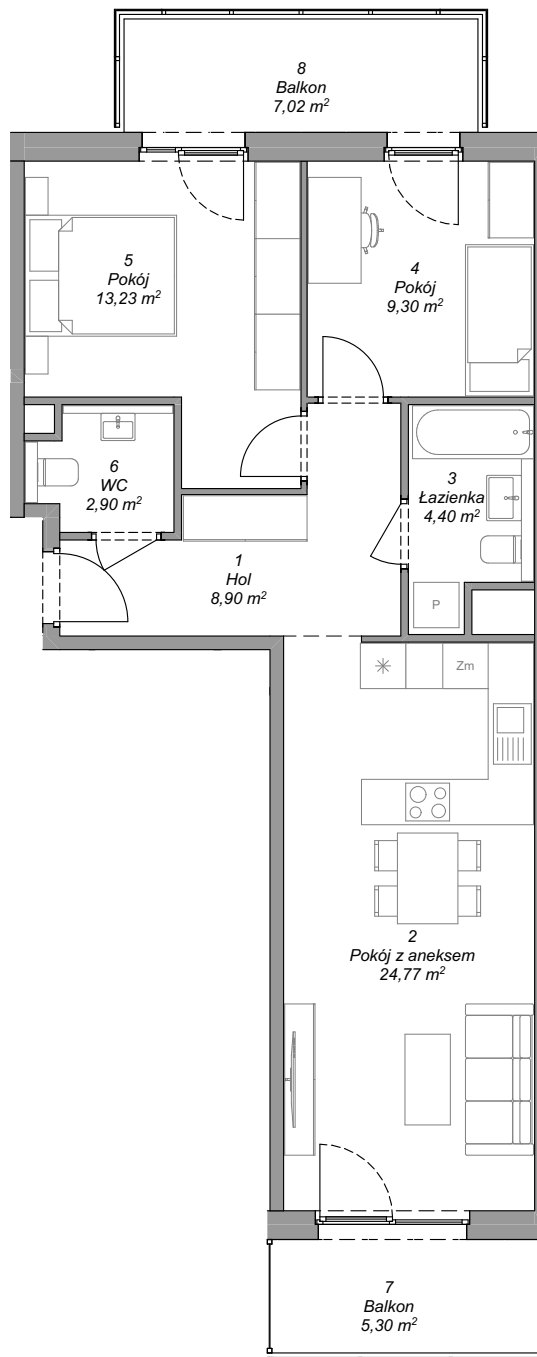 8
Balkon
7,02 m²
5
Pokój
13,23 m²
4
Pokój
9,30 m²
6
WC
2,90 m²
3
Łazienka
4,40 m²
1
Hol
8,90 m²
P
Zm
2
Pokój z aneksem
24,77 m²
7
Balkon
5,30 m²